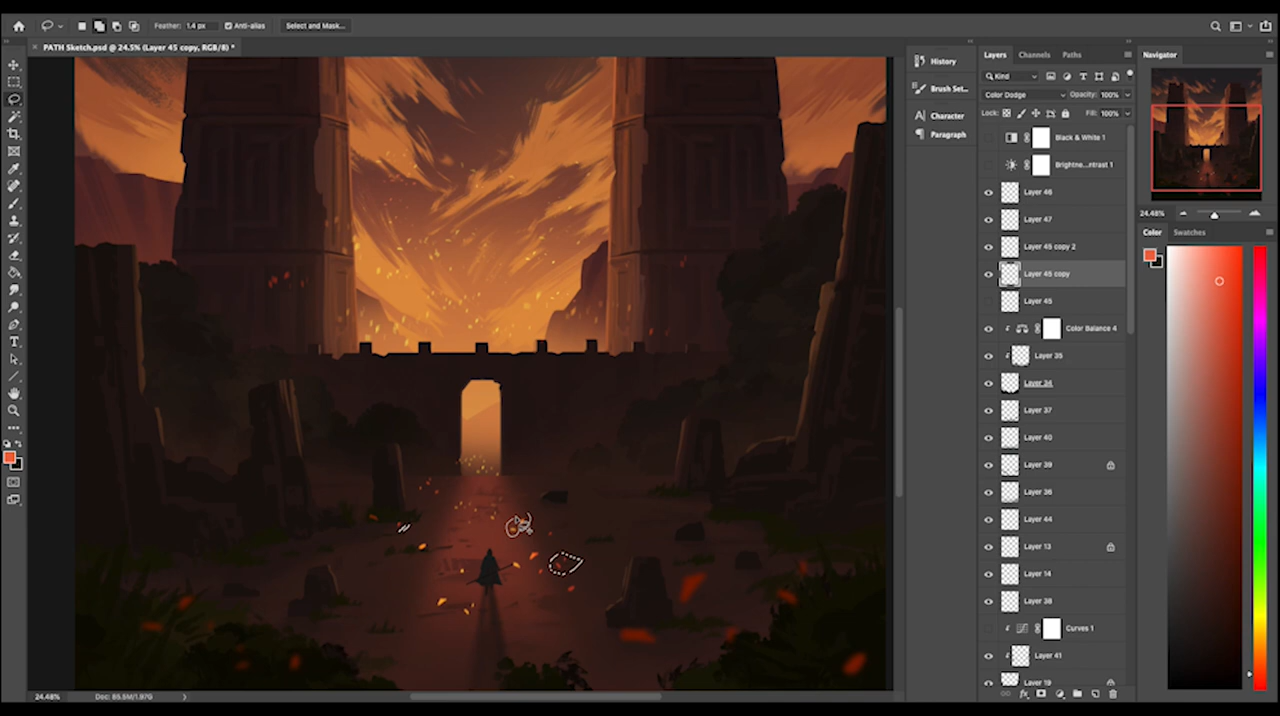 Feather: 1.4 px Anti-alias Select and Mask...
× PATH Sketch.psd @ 24.5% (Layer 45 copy, RGB/8) *
History
Brush Set...
Character
Paragraph
Layers Channels Paths
Kind
Color Dodge Opacity: 100%
Lock: Fill: 100%
Black & White 1
Brightne...ntrast 1
Layer 46
Layer 47
Layer 45 copy 2
Layer 45 copy
Layer 45
Color Balance 4
Layer 35
Layer 34
Layer 37
Layer 40
Layer 39
Layer 36
Layer 44
Layer 13
Layer 14
Layer 38
Curves 1
Layer 41
Layer 19
fx
Navigator
24.48%
Color Swatches
24.48% Doc: 85.5M/1.97G